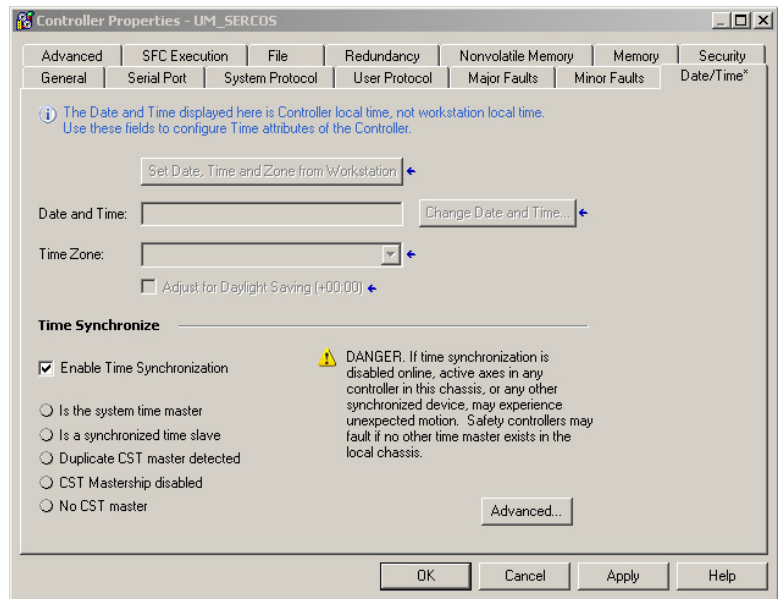 Controller Properties - UM_SERCOS
Advanced SFC Execution File Redundancy Nonvolatile Memory Memory Security
General Serial Port System Protocol User Protocol Major Faults Minor Faults Date/Time*
The Date and Time displayed here is Controller local time, not workstation local time.
Use these fields to configure Time attributes of the Controller.
Set Date, Time and Zone from Workstation
Date and Time:
Change Date and Time...
Time Zone:
Adjust for Daylight Saving (+00:00)
Time Synchronize
Enable Time Synchronization
Is the system time master
Is a synchronized time slave
Duplicate CST master detected
CST Mastership disabled
No CST master
DANGER. If time synchronization is
disabled online, active axes in any
controller in this chassis, or any other
synchronized device, may experience
unexpected motion. Safety controllers may
fault if no other time master exists in the
local chassis.
Advanced...
OK Cancel Apply Help